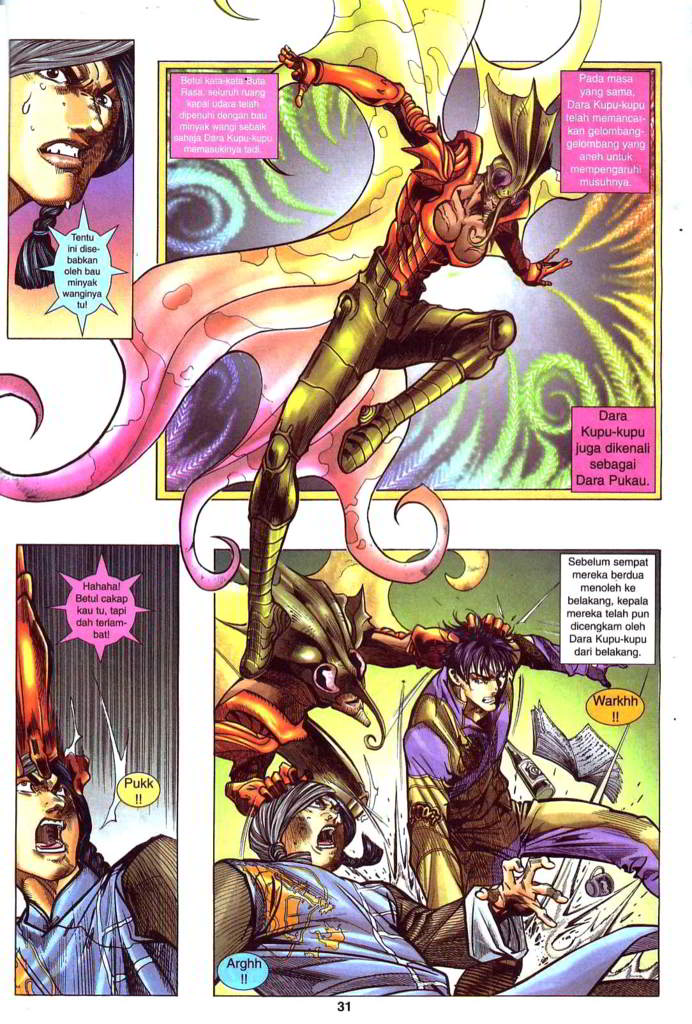 Betul kata-kata Buta
Rasa, seluruh ruang
kapal udara telah
dipenuhi dengan bau
minyak wangi sebaik
sahaja Dara Kupu-kupu
memasukinya tadi.
Pada masa
yang sama,
Dara Kupu-kupu
telah memancar-
kan gelombang-
gelombang yang
aneh untuk
mempengaruhi
musuhnya.
Tentu
ini dise-
babkan
oleh bau
minyak
wanginya
tu!
Dara
Kupu-kupu
juga dikenali
sebagai
Dara Pukau.
Hahaha!
Betul cakap
kau tu, tapi
dah terlam-
bat!
Pukk
!!
Sebelum sempat
mereka berdua
menoleh ke
belakang, kepala
mereka telah pun
dicengkam oleh
Dara Kupu-kupu
dari belakang.
Warkhh
!!
Arghh
!!
31